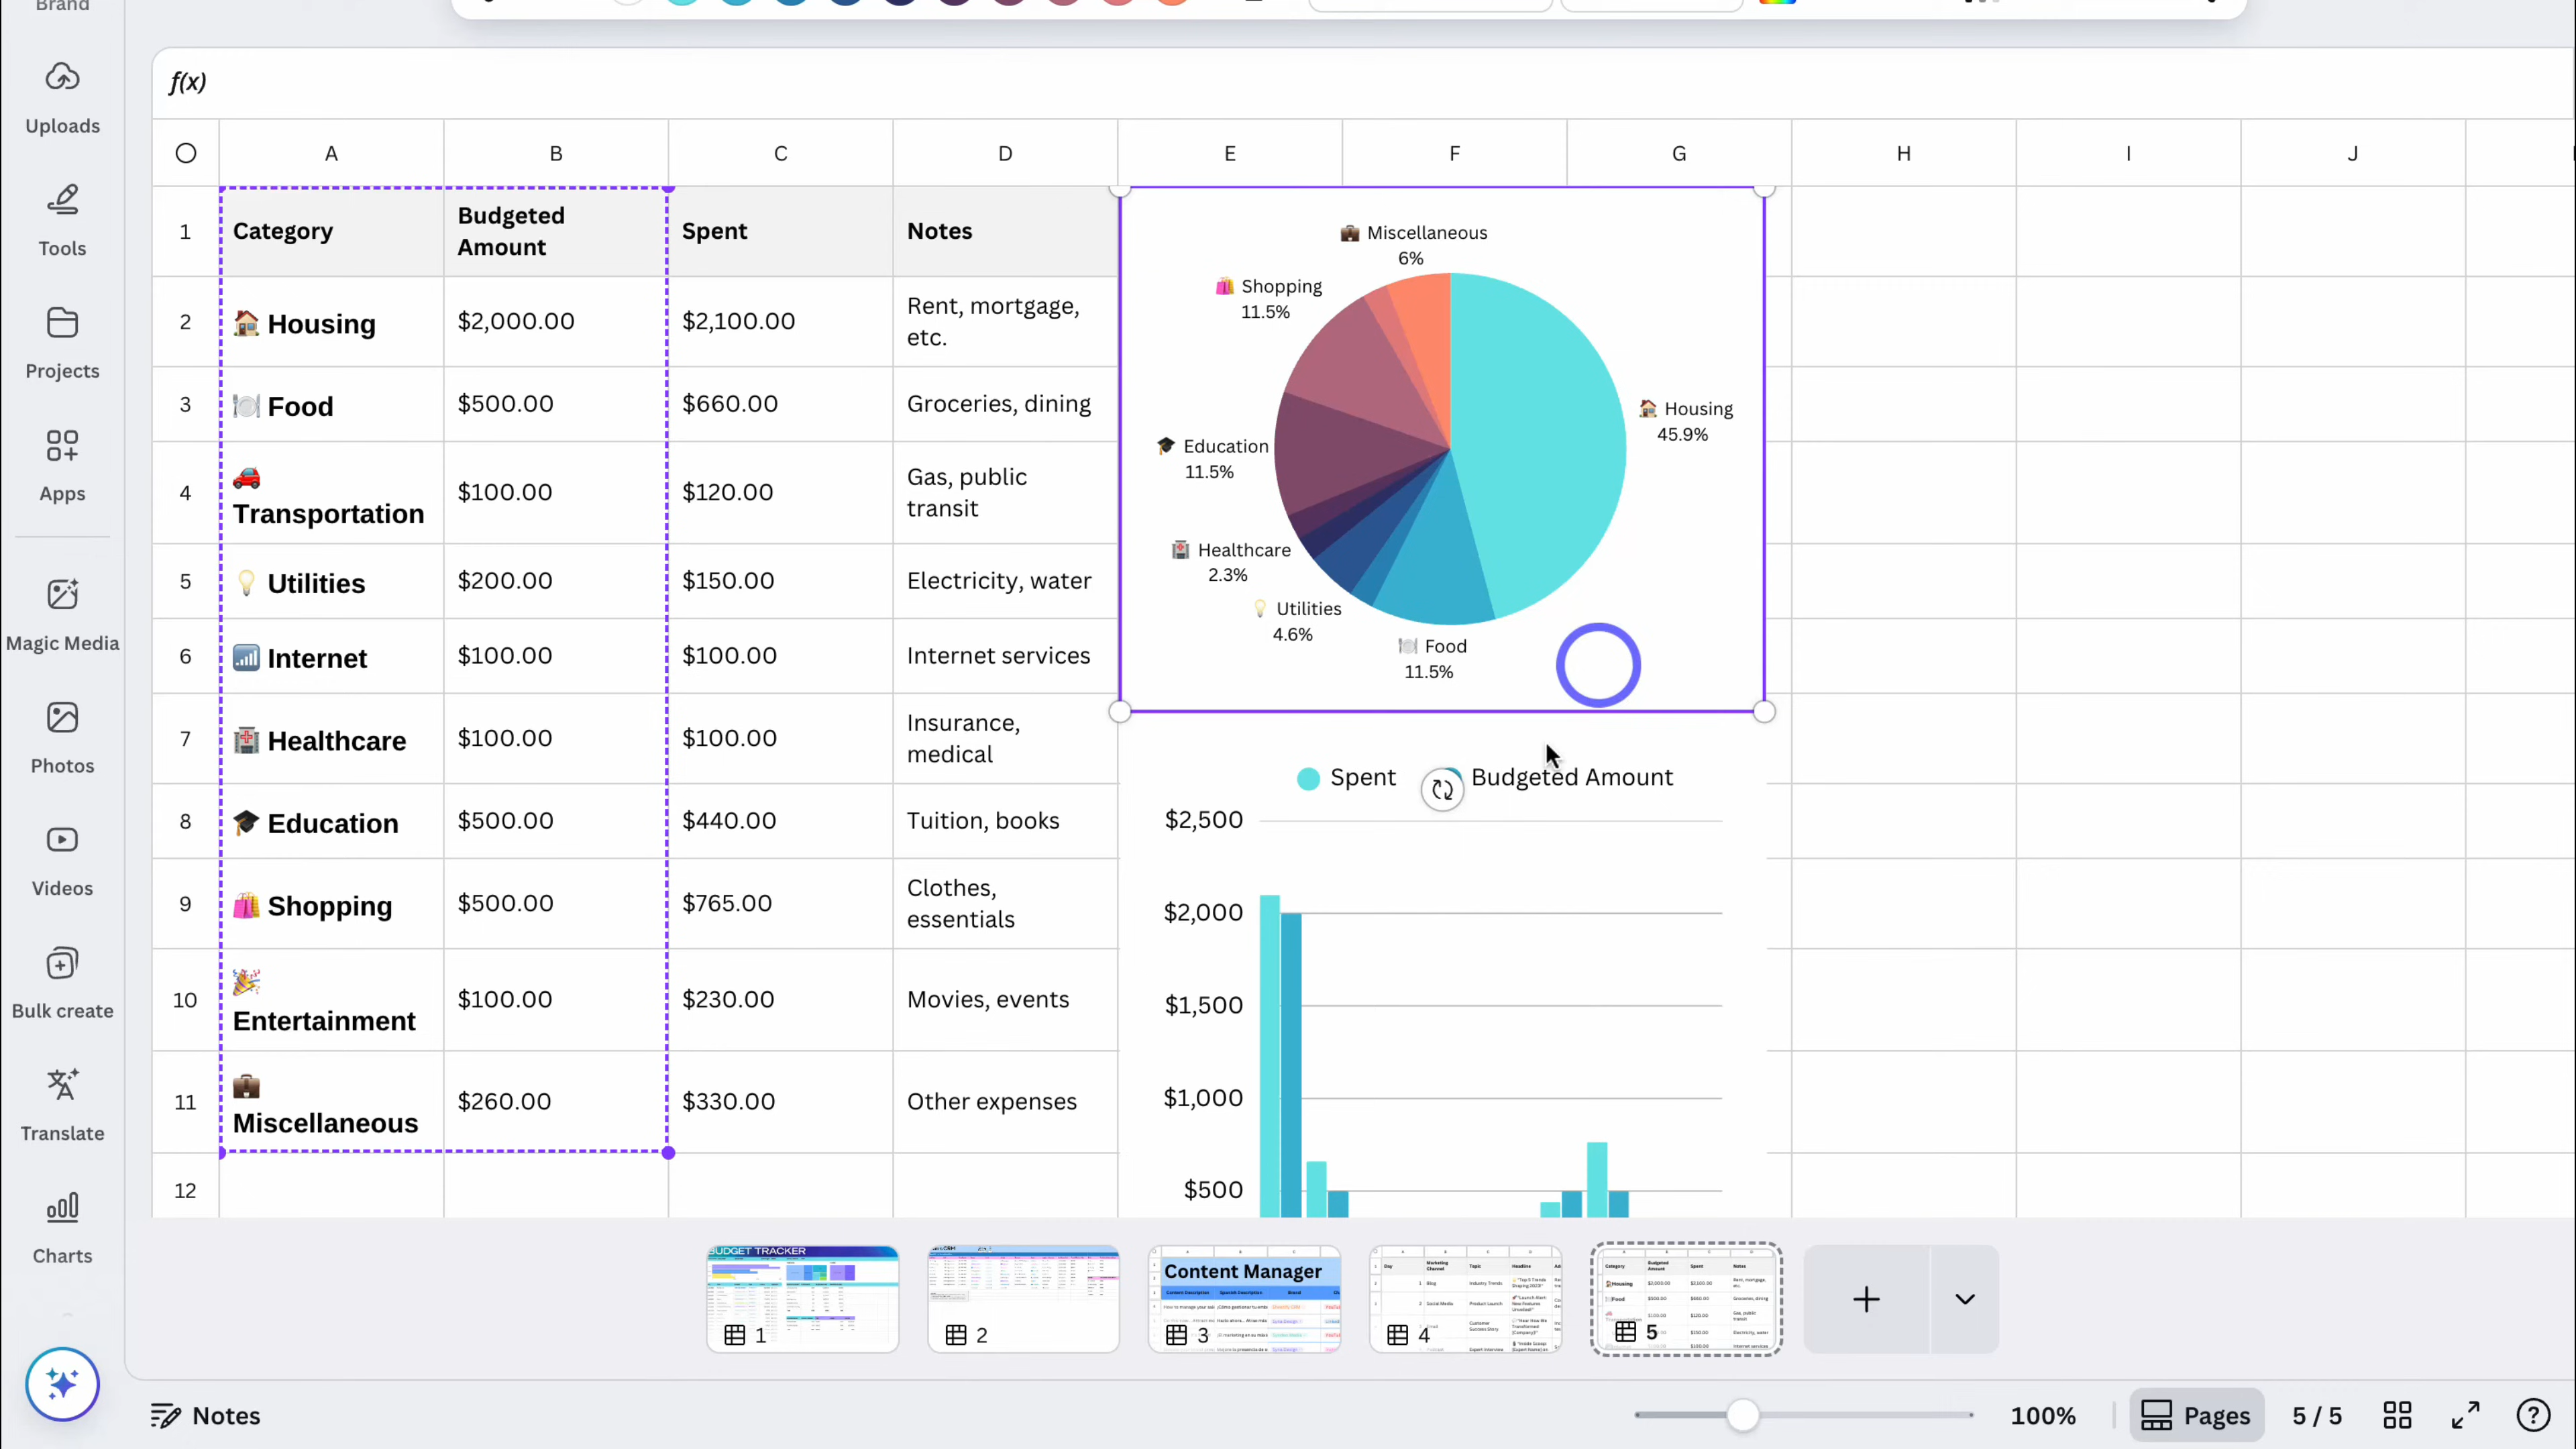 Brand
Uploads
Tools
Projects
Apps
Magic Media
Photos
Videos
Bulk create
Translate
Charts
f(x)
A B C D E F G H I J
1 Category Budgeted Amount Spent Notes
2 Housing $2,000.00 $2,100.00 Rent, mortgage, etc.
3 Food $500.00 $660.00 Groceries, dining
4 Transportation $100.00 $120.00 Gas, public transit
5 Utilities $200.00 $150.00 Electricity, water
6 Internet $100.00 $100.00 Internet services
7 Healthcare $100.00 $100.00 Insurance, medical
8 Education $500.00 $440.00 Tuition, books
9 Shopping $500.00 $765.00 Clothes, essentials
10 Entertainment $100.00 $230.00 Movies, events
11 Miscellaneous $260.00 $330.00 Other expenses
12
Miscellaneous
6%
Shopping
11.5%
Housing
45.9%
Education
11.5%
Healthcare
2.3%
Utilities
4.6%
Food
11.5%
Spent Budgeted Amount
$2,500
$2,000
$1,500
$1,000
$500
BUDGET TRACKER
1
2
Content Manager
3
4
5
Notes
100%
Pages
5 / 5